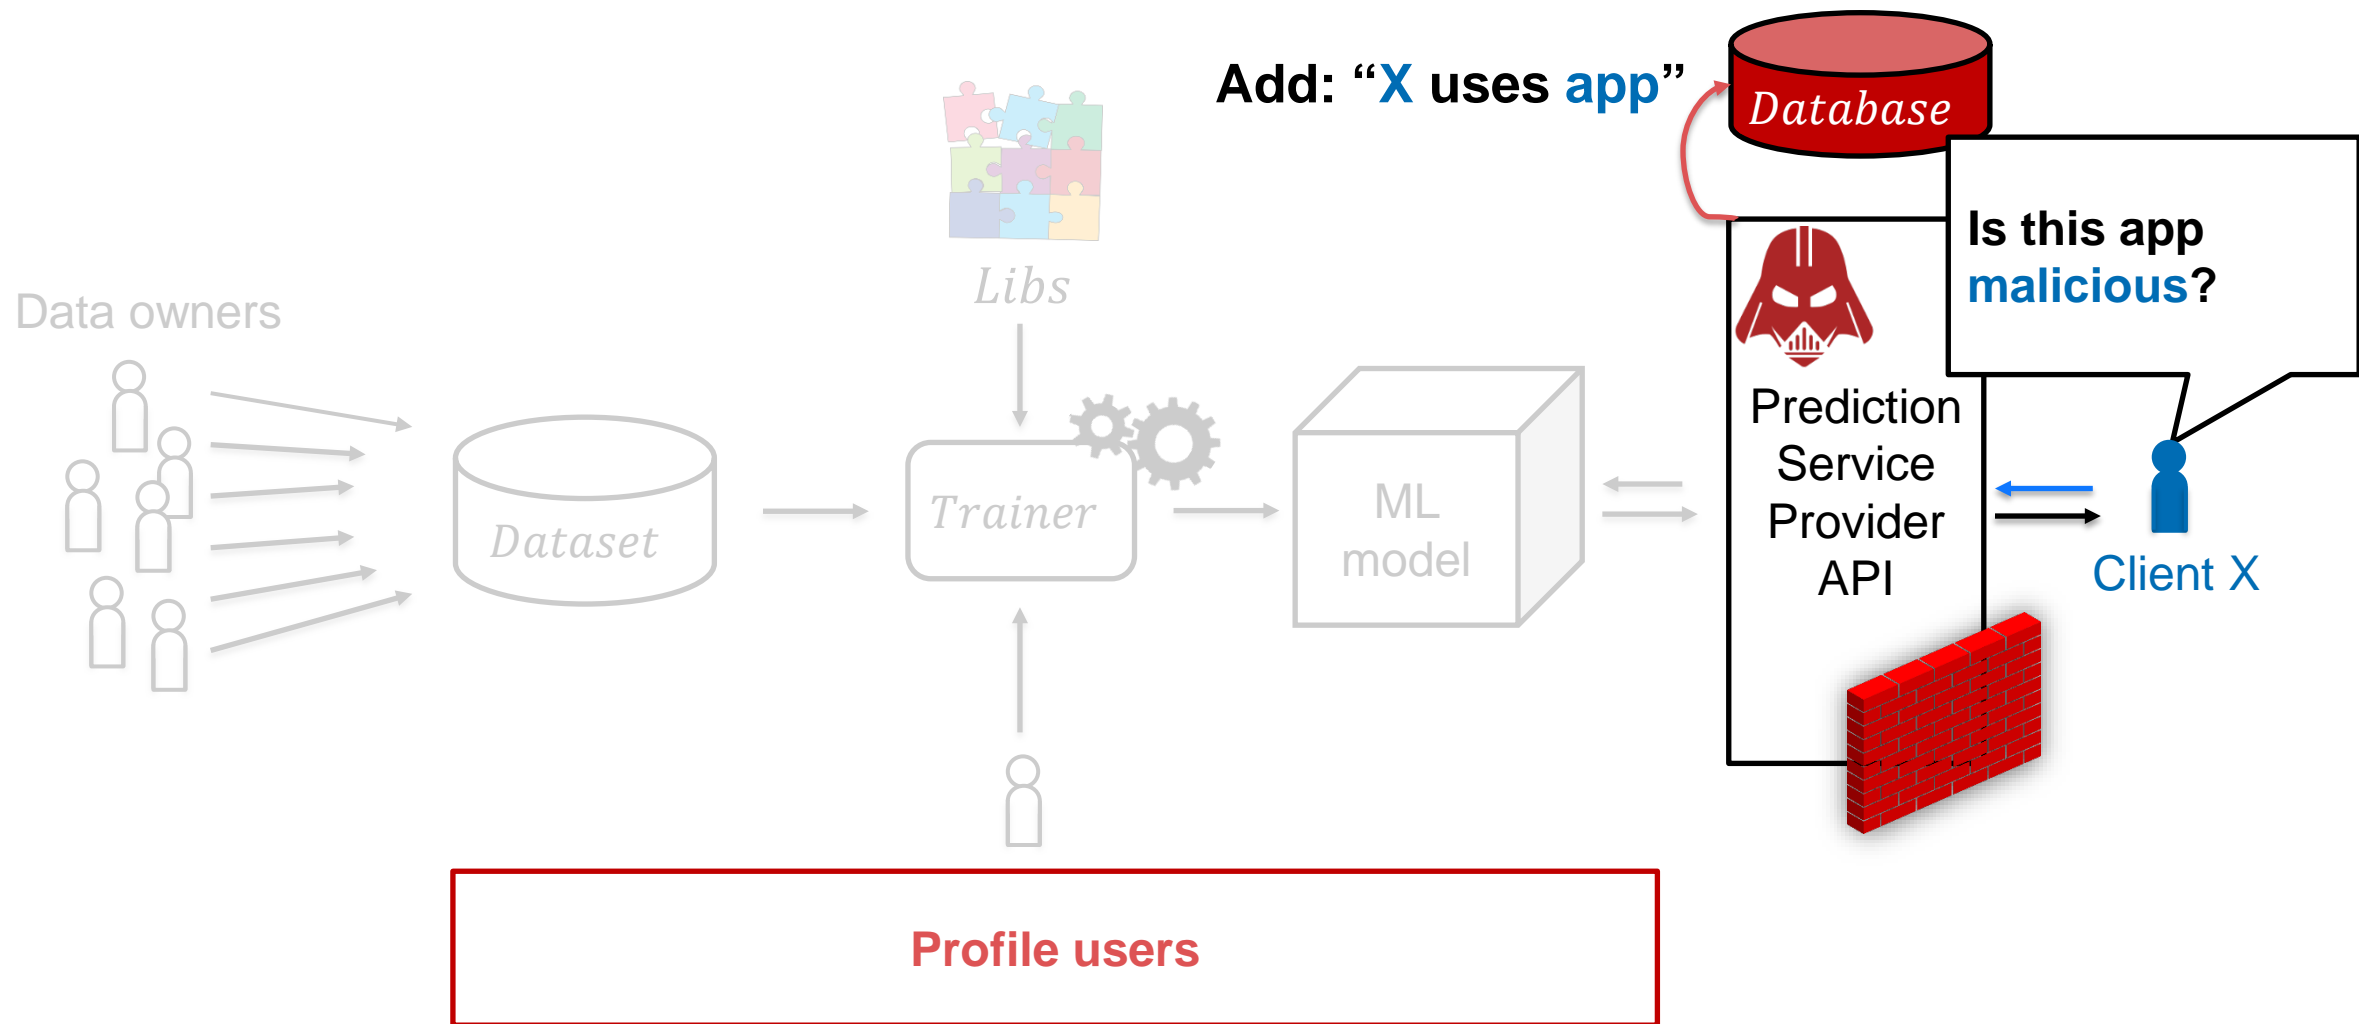 Add: “X uses app”
Database
Is this app
malicious?
Libs
Data owners
Prediction
Service
Provider
API
Dataset
Trainer
ML
model
Client X
Profile users